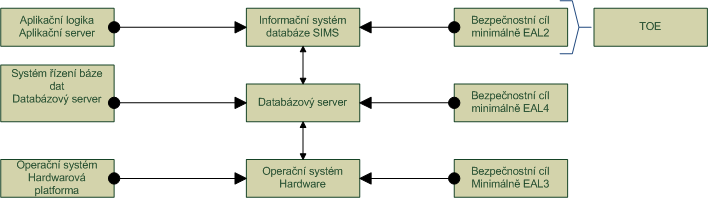 Aplikační logika
Aplikační server
Informační systém
databáze SIMS
Bezpečnostní cíl
minimálně EAL2
TOE
Systém řízení báze
dat
Databázový server
Databázový server
Bezpečnostní cíl
minimálně EAL4
Operační systém
Hardwarová
platforma
Operační systém
Hardware
Bezpečnostní cíl
Minimálně EAL3